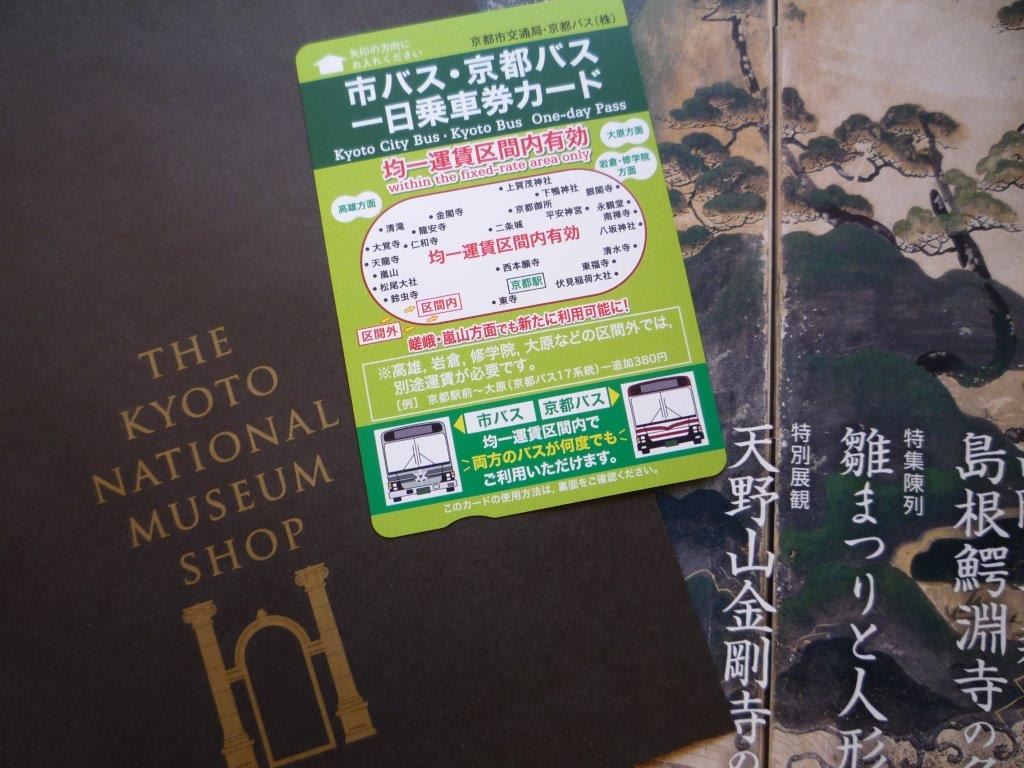 矢印の方向に
お入れください
京都市交通局・京都バス(株)
市バス・京都バス
一日乗車券カード
Kyoto City Bus・Kyoto Bus One-day Pass
均一運賃区間内有効
within the fixed-rate area only
大原方面
岩倉・修学院
方面
高雄方面
上賀茂神社
下鴨神社
銀閣寺
金閣寺
京都御所
平安神宮
永観堂
清滝
龍安寺
二条城
南禅寺
大覚寺
仁和寺
八坂神社
均一運賃区間内有効
天龍寺
清水寺
嵐山
西本願寺
東福寺
松尾大社
京都駅
伏見稲荷大社
鈴虫寺
東寺
区間内
区間外
嵯峨・嵐山方面でも新たに利用可能に!
※高雄,岩倉,修学院,大原などの区間外では,
別途運賃が必要です。
[例] 京都駅前~大原(京都バス17系統)―追加380円
市バス 京都バス
均一運賃区間内で
両方のバスが何度でも
ご利用いただけます。
このカードの使用方法は,裏面をご確認ください。
THE
KYOTO
NATIONAL
MUSEUM
SHOP
島根鰐淵寺の
特集陳列
雛まつりと人形
特別展観
天野山金剛寺の